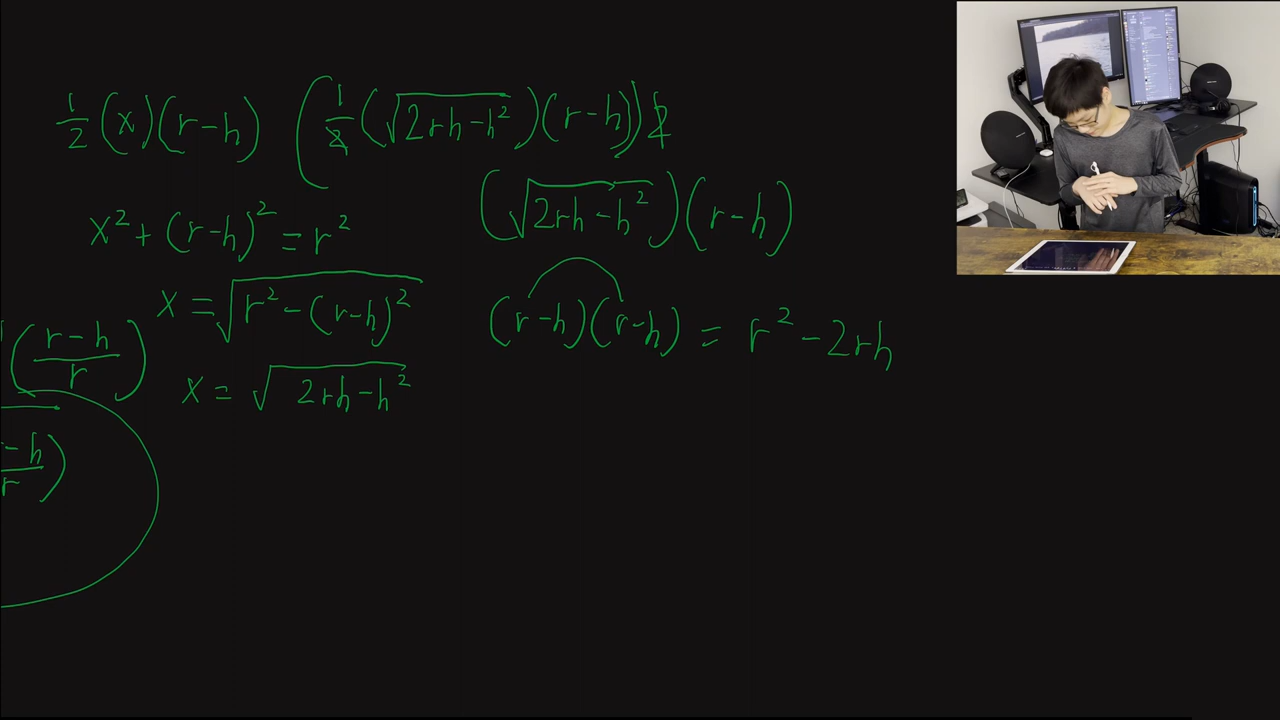 1/2 (x)(r-h) (1/2 (√(2rh-h²))(r-h))2
(√(2rh-h²))(r-h)
x² + (r-h)² = r²
x = √(r²-(r-h)²)
(r-h)(r-h) = r² - 2rh
((r-h)/r)
x = √(2rh-h²)
-h
r)